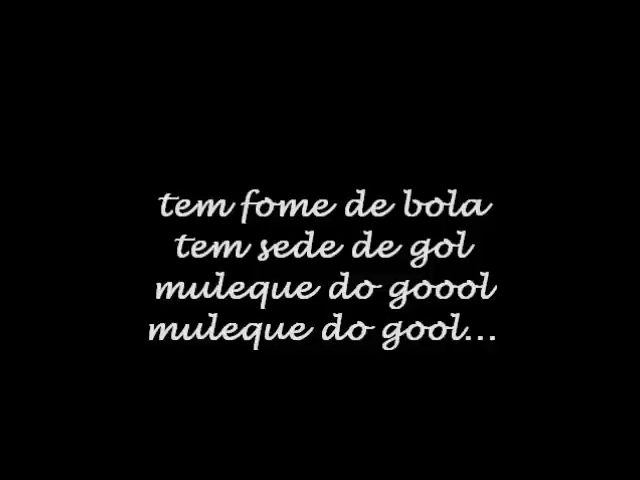 tem fome de bola
tem sede de gol
muleque do goool
muleque do gool...